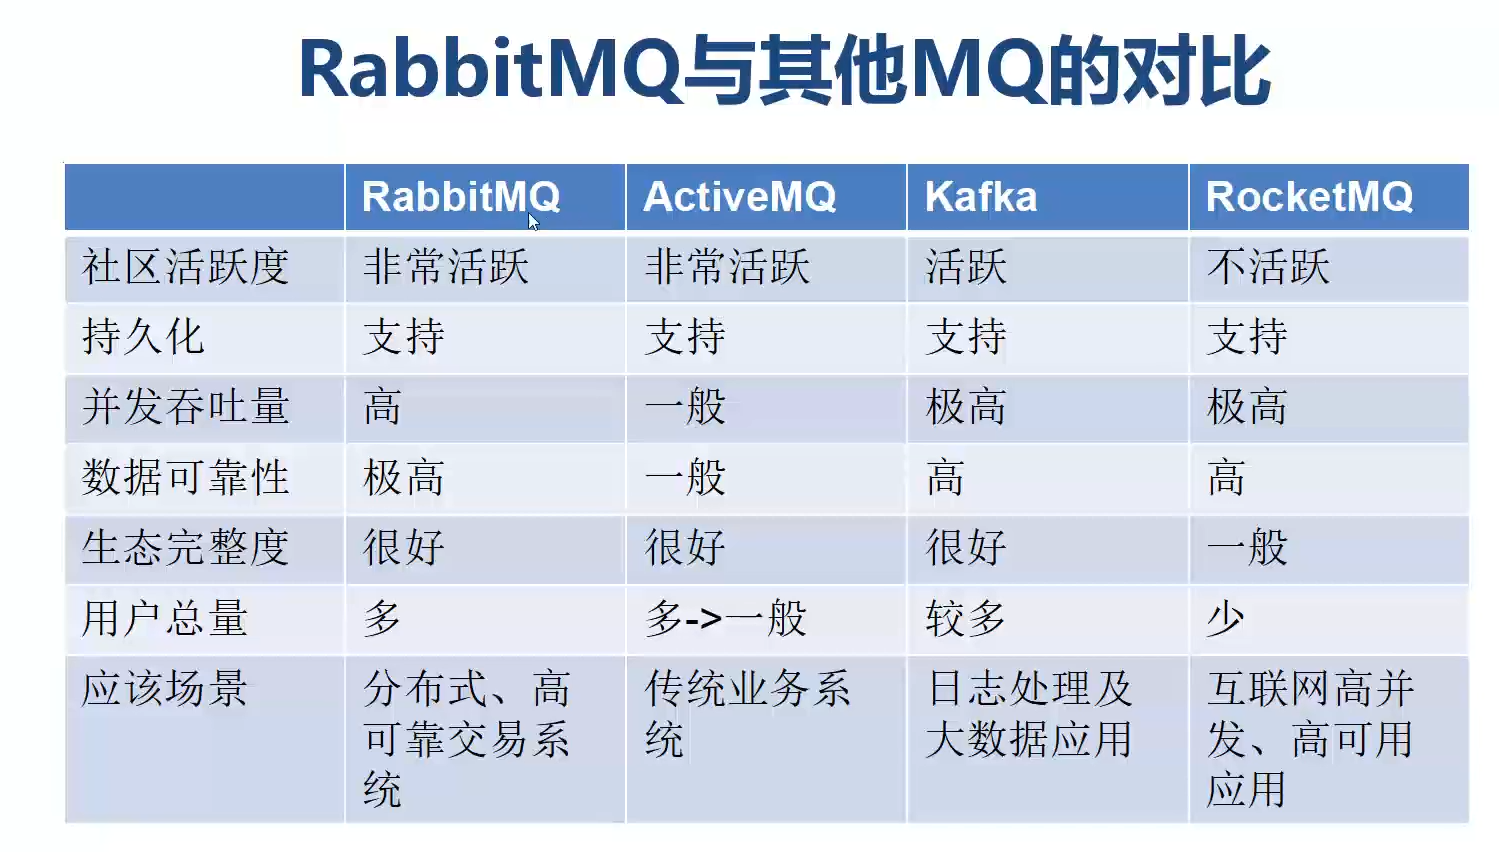 RabbitMQ与其他MQ的对比
RabbitMQ ActiveMQ Kafka RocketMQ
社区活跃度 非常活跃 非常活跃 活跃 不活跃
持久化 支持 支持 支持 支持
并发吞吐量 高 一般 极高 极高
数据可靠性 极高 一般 高 高
生态完整度 很好 很好 很好 一般
用户总量 多 多->一般 较多 少
应该场景 分布式、高 传统业务系 日志处理及 互联网高并
可靠交易系 统 大数据应用 发、高可用
统 应用